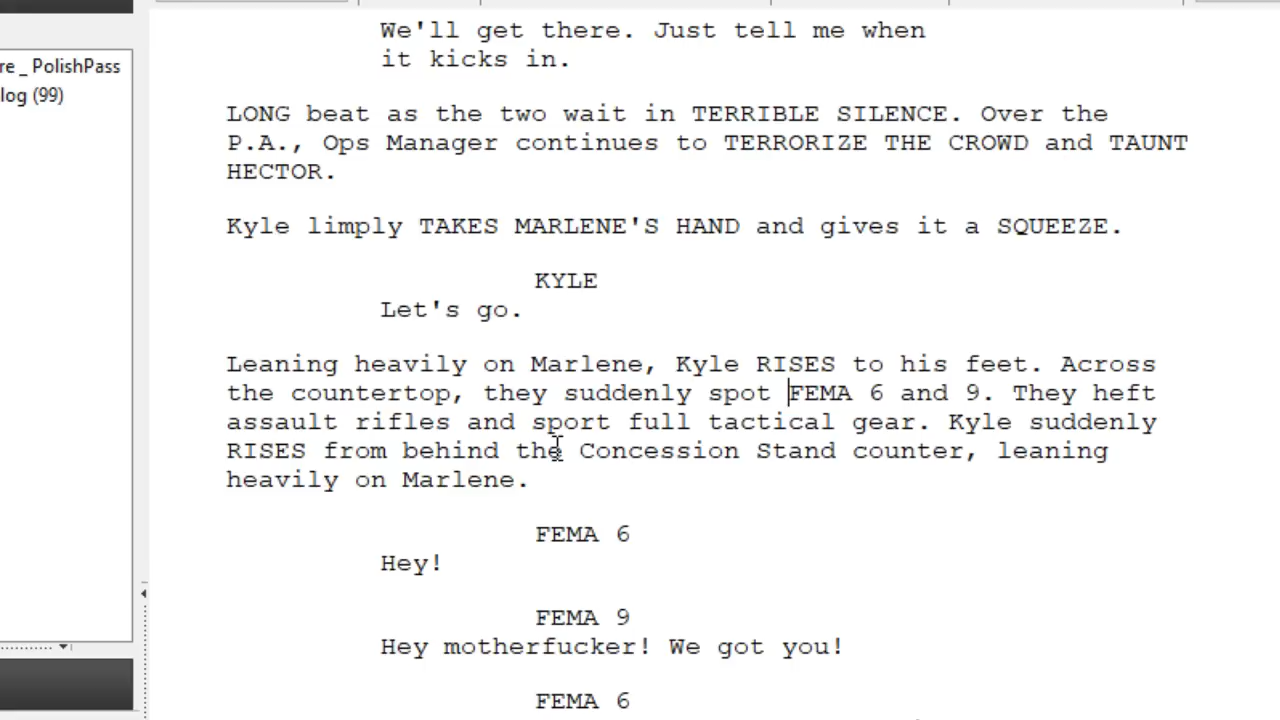 re _ PolishPass
log (99)
We'll get there. Just tell me when
it kicks in.
LONG beat as the two wait in TERRIBLE SILENCE. Over the
P.A., Ops Manager continues to TERRORIZE THE CROWD and TAUNT
HECTOR.
Kyle limply TAKES MARLENE'S HAND and gives it a SQUEEZE.
KYLE
Let's go.
Leaning heavily on Marlene, Kyle RISES to his feet. Across
the countertop, they suddenly spot FEMA 6 and 9. They heft
assault rifles and sport full tactical gear. Kyle suddenly
RISES from behind the Concession Stand counter, leaning
heavily on Marlene.
FEMA 6
Hey!
FEMA 9
Hey motherfucker! We got you!
FEMA 6